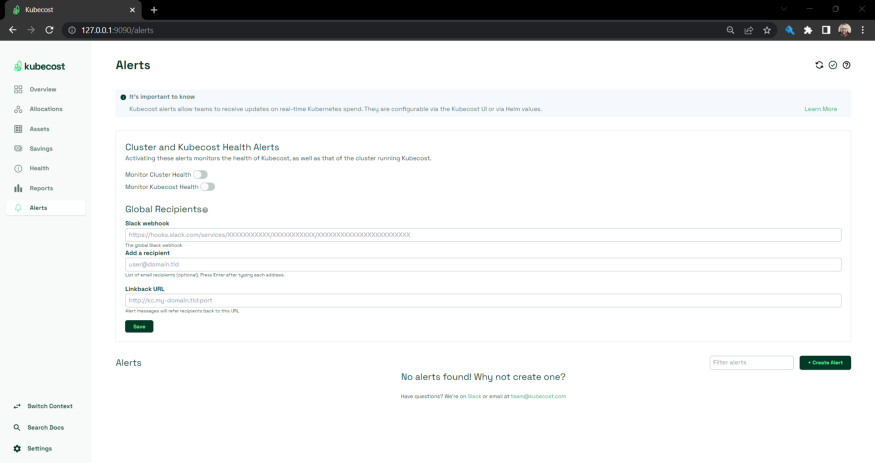 Kubecost
127.0.0.1:9090/alerts
kubecost
Overview
Allocations
Assets
Savings
Health
Reports
Alerts
Switch Context
Search Docs
Settings
Alerts
It's important to know
Kubecost alerts allow teams to receive updates on real-time Kubernetes spend. They are configurable via the Kubecost UI or via Helm values.
Learn More
Cluster and Kubecost Health Alerts
Activating these alerts monitors the health of Kubecost, as well as that of the cluster running Kubecost.
Monitor Cluster Health
Monitor Kubecost Health
Global Recipients
Slack webhook
https://hooks.slack.com/services/XXXXXXXXXXX/XXXXXXXXXXX/XXXXXXXXXXXXXXXXXXXXXXXX
The global Slack webhook
Add a recipient
user@domain.tld
List of email recipients (optional). Press Enter after typing each address.
Linkback URL
http://kc.my-domain.tld:port
Alert messages will refer recipients back to this URL
Save
Alerts
Filter alerts
+ Create Alert
No alerts found! Why not create one?
Have questions? We're on Slack or email at team@kubecost.com